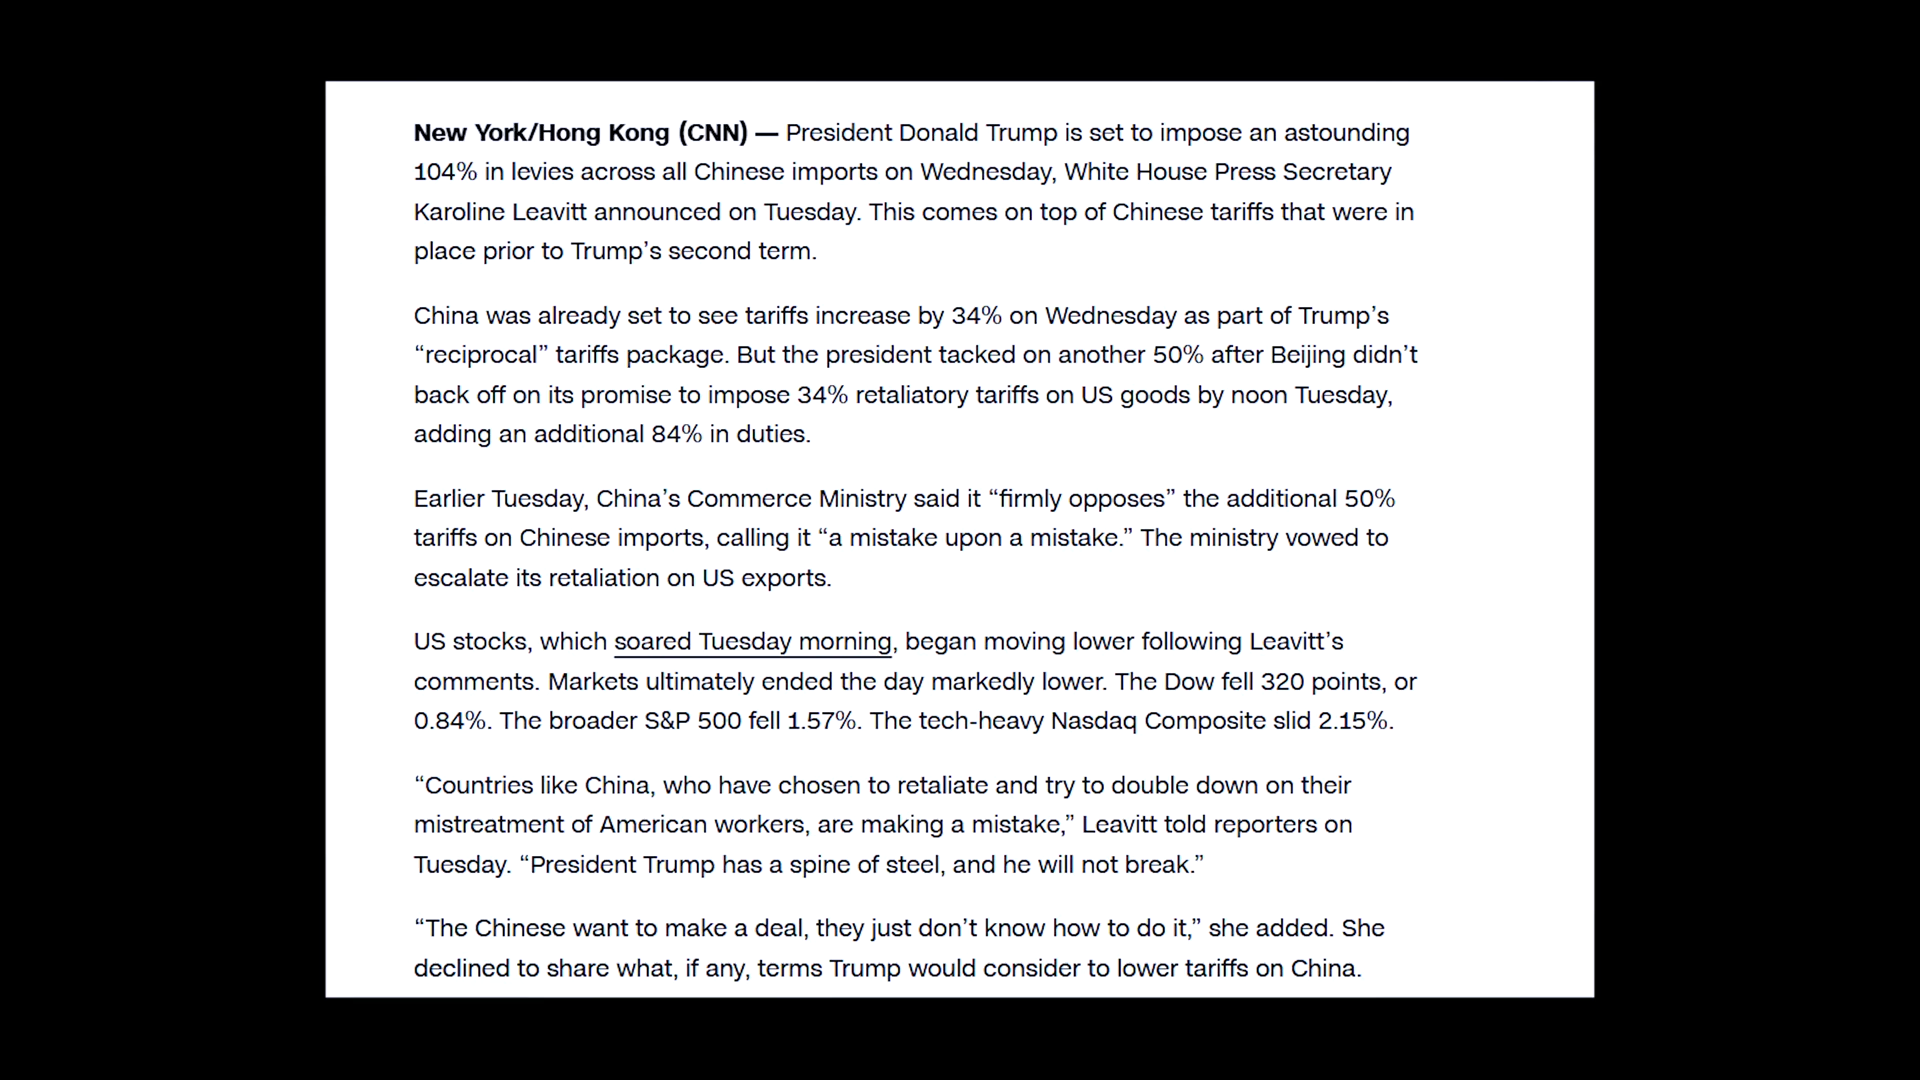 New York/Hong Kong (CNN) — President Donald Trump is set to impose an astounding
104% in levies across all Chinese imports on Wednesday, White House Press Secretary
Karoline Leavitt announced on Tuesday. This comes on top of Chinese tariffs that were in
place prior to Trump’s second term.
China was already set to see tariffs increase by 34% on Wednesday as part of Trump’s
“reciprocal” tariffs package. But the president tacked on another 50% after Beijing didn’t
back off on its promise to impose 34% retaliatory tariffs on US goods by noon Tuesday,
adding an additional 84% in duties.
Earlier Tuesday, China’s Commerce Ministry said it “firmly opposes” the additional 50%
tariffs on Chinese imports, calling it “a mistake upon a mistake.” The ministry vowed to
escalate its retaliation on US exports.
US stocks, which soared Tuesday morning, began moving lower following Leavitt’s
comments. Markets ultimately ended the day markedly lower. The Dow fell 320 points, or
0.84%. The broader S&P 500 fell 1.57%. The tech-heavy Nasdaq Composite slid 2.15%.
“Countries like China, who have chosen to retaliate and try to double down on their
mistreatment of American workers, are making a mistake,” Leavitt told reporters on
Tuesday. “President Trump has a spine of steel, and he will not break.”
“The Chinese want to make a deal, they just don’t know how to do it,” she added. She
declined to share what, if any, terms Trump would consider to lower tariffs on China.